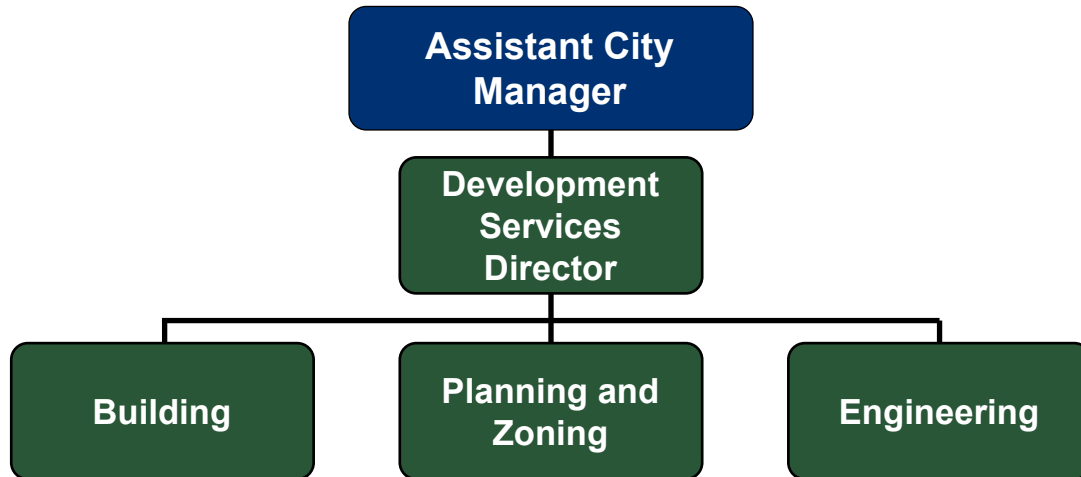 Assistant City
Manager
Development
Services
Director
Building
Planning and
Zoning
Engineering